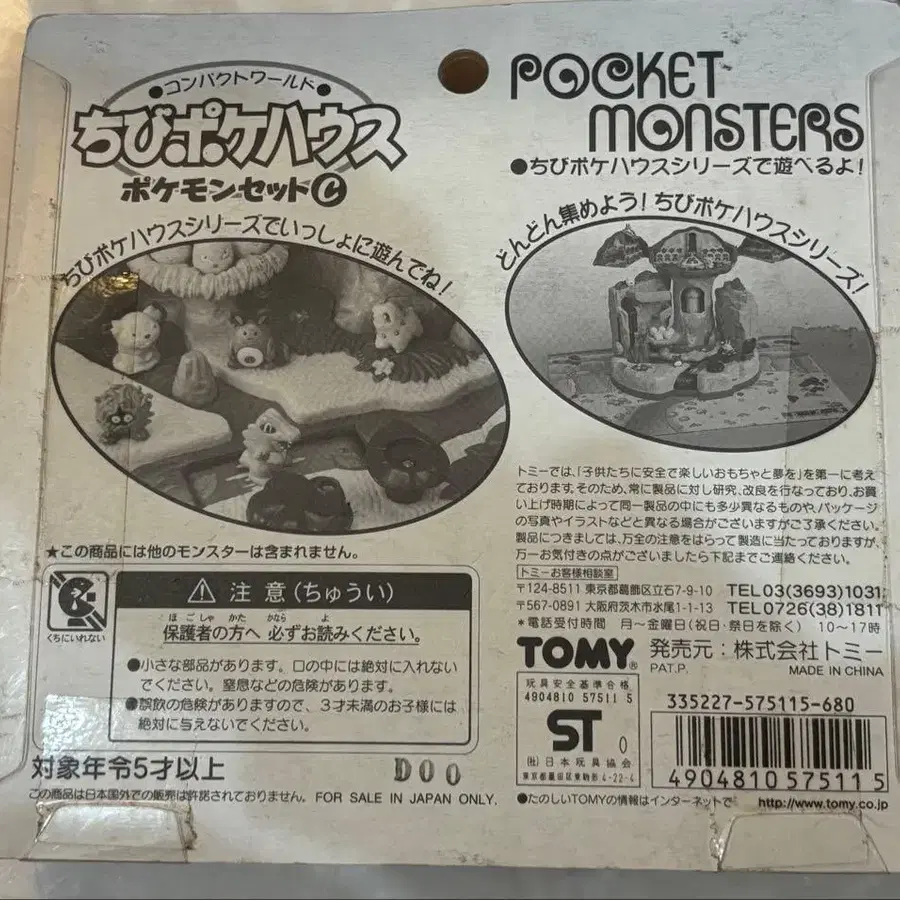 ●コンパクトワールド●
ちびポケハウス
ポケモンセットC
ちびポケハウスシリーズでいっしょに遊んでね!
★この商品には他のモンスターは含まれません。
くちにいれない
⚠ 注意(ちゅうい)
ほごしゃ かた かなら よ
保護者の方へ 必ずお読みください。
●小さな部品があります。口の中には絶対に入れない
でください。窒息などの危険があります。
●誤飲の危険がありますので、3才未満のお子様には
絶対に与えないでください。
対象年令5才以上
D00
この商品は日本国外での販売は許諾されておりません。 FOR SALE IN JAPAN ONLY.
POCKET
MONSTERS
●ちびポケハウスシリーズで遊べるよ!
どんどん集めよう!ちびポケハウスシリーズ!
トミーでは、「子供たちに安全で楽しいおもちゃと夢を」を第一に考え
ております。そのため、常に製品に対し研究、改良を行なっており、お買
い上げ時期によって同一製品の中にも多少異なるものや、パッケージ
の写真やイラストなどと異なる場合がございますがご了承ください。
製品につきましては、万全の注意をはらって製造に当たっておりますが、
万一お気付きの点がございましたら下記までご連絡ください。
トミーお客様相談室
〒124-8511 東京都葛飾区立石7-9-10 TEL03(3693)1031
〒567-0891 大阪府茨木市水尾1-1-13 TEL0726(38)1811
*電話受付時間 月~金曜日(祝日・祭日を除く) 10~17時
TOMY® 発売元:株式会社トミー
PAT.P. MADE IN CHINA
玩具安全基準合格
4904810 57511 5
ST 0
(社)日本玩具協会
東京都墨田区東駒形4-22-4
335227-575115-680
4904810 575115
●たのしいTOMYの情報はインターネットで http://www.tomy.co.jp